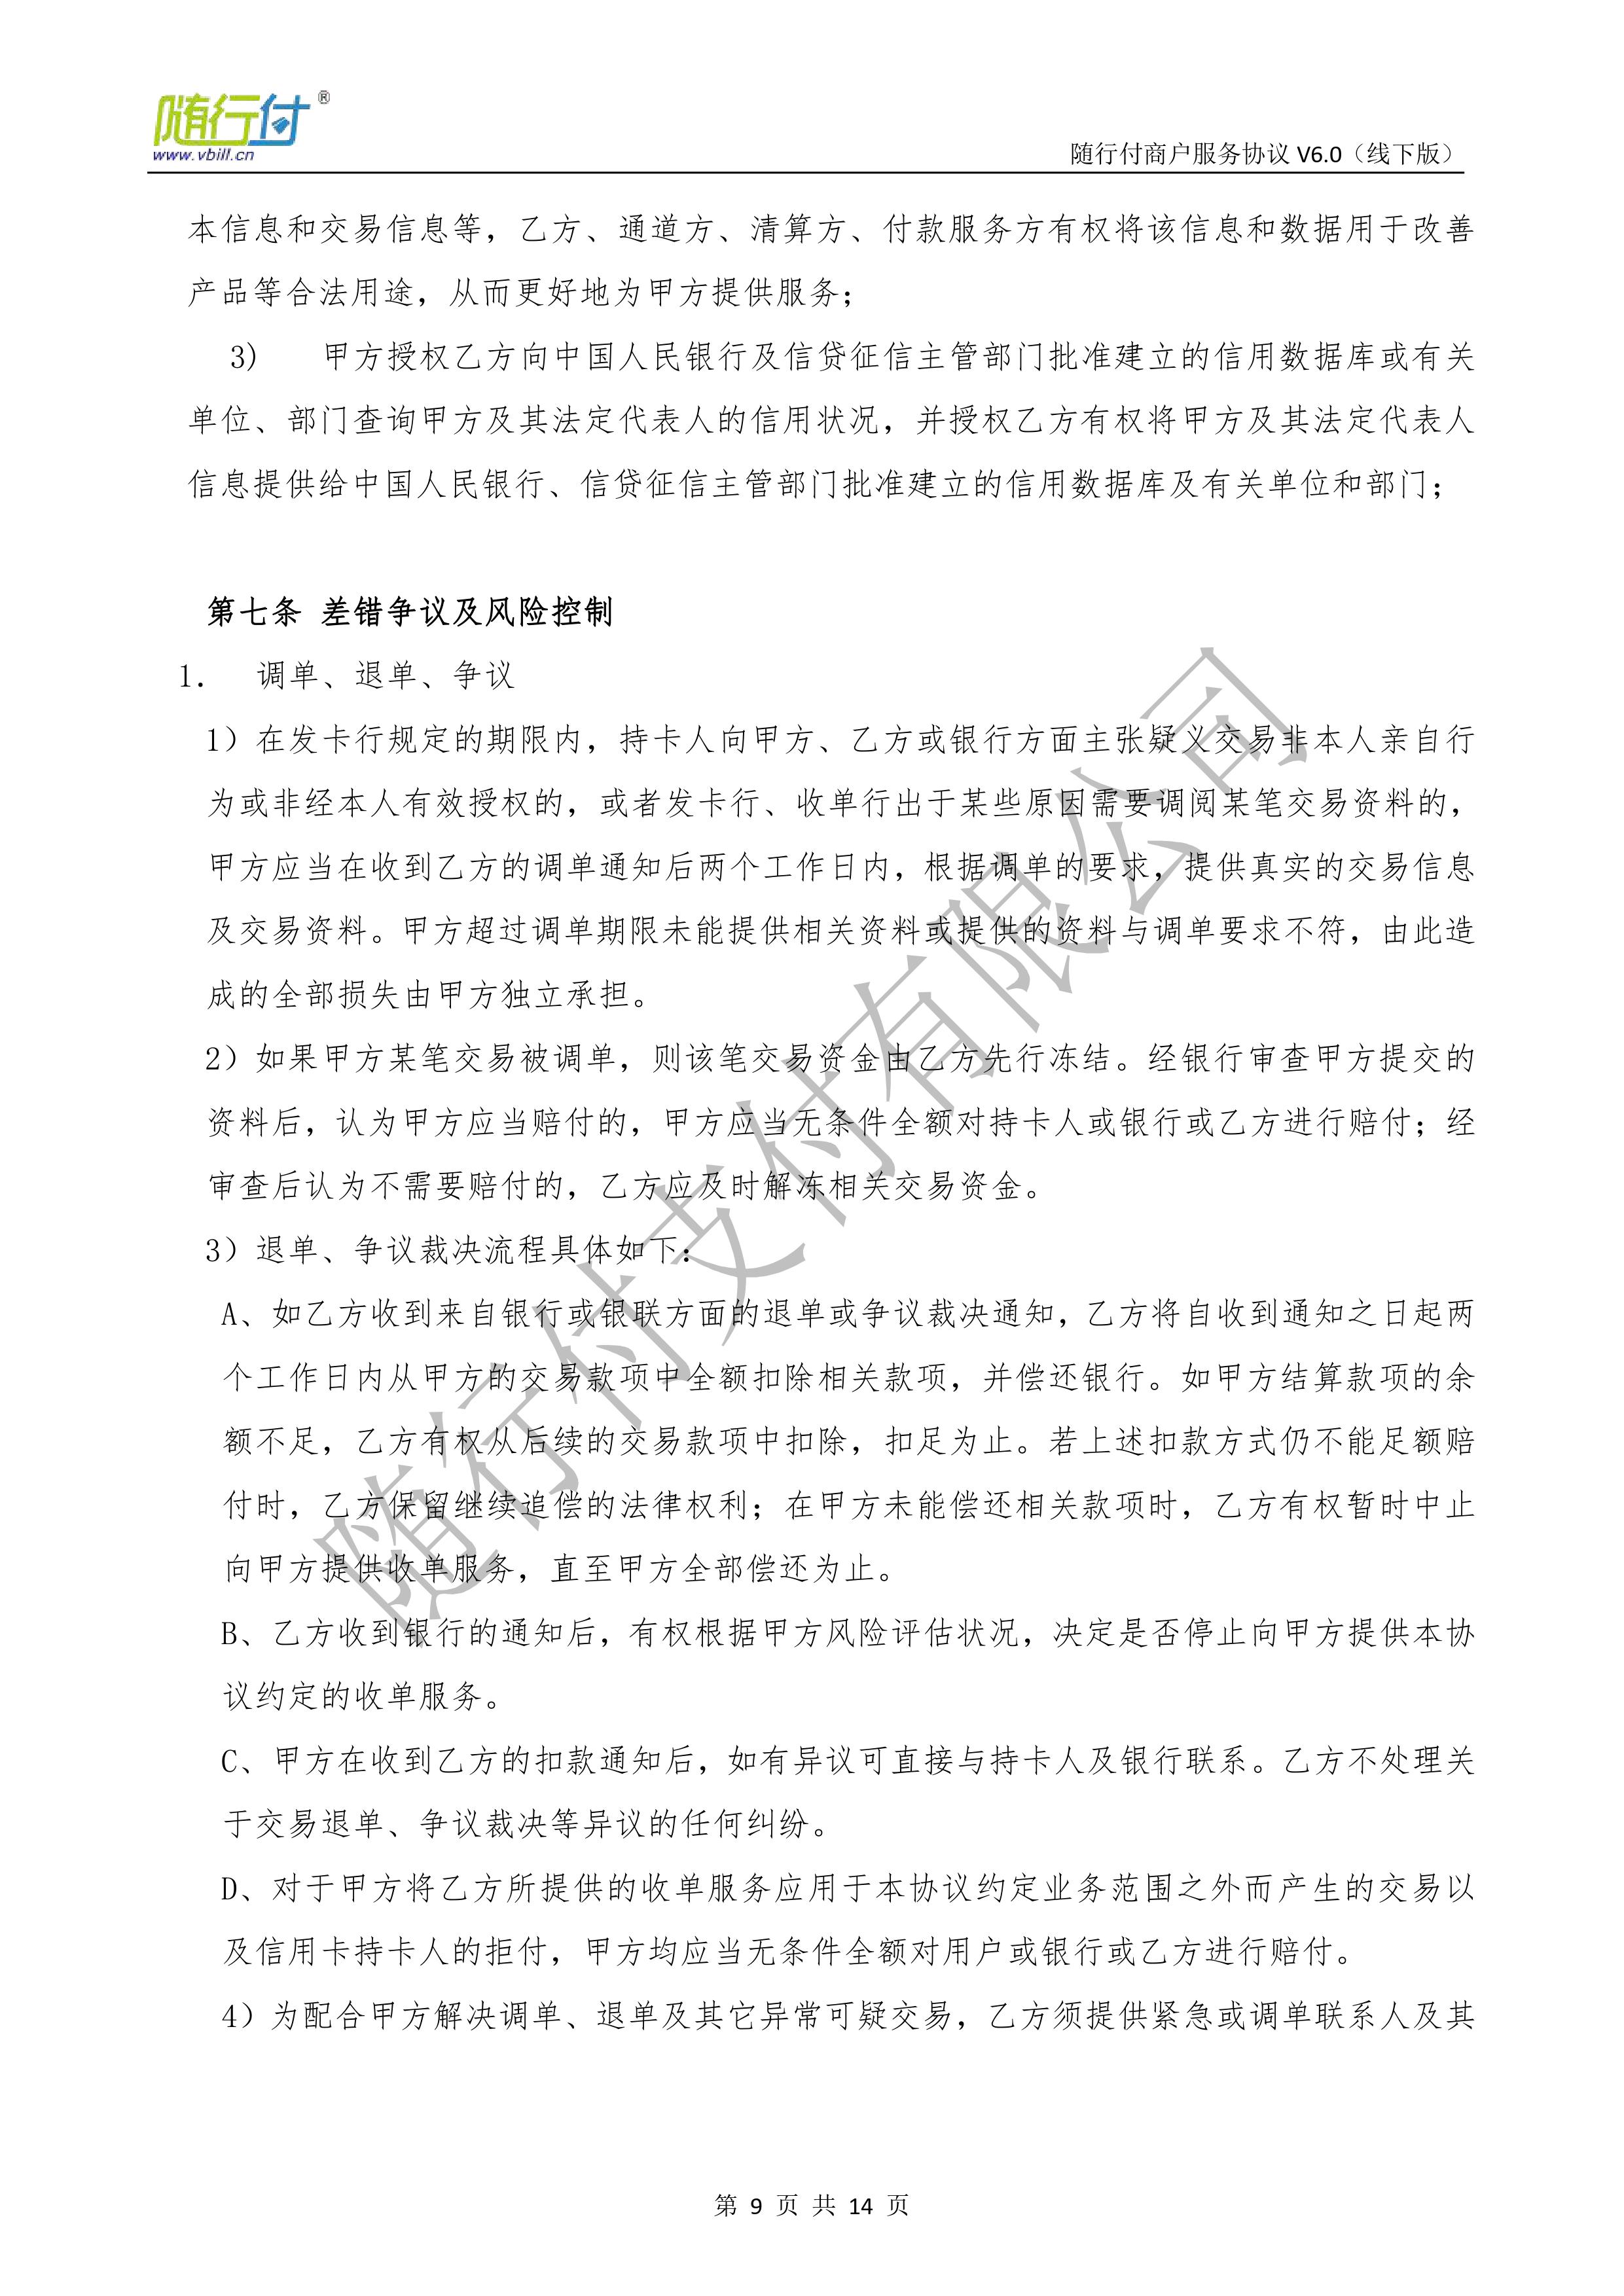 随行付®
www.vbill.cn
随行付商户服务协议 V6.0（线下版）
本信息和交易信息等，乙方、通道方、清算方、付款服务方有权将该信息和数据用于改善
产品等合法用途，从而更好地为甲方提供服务；
3) 甲方授权乙方向中国人民银行及信贷征信主管部门批准建立的信用数据库或有关
单位、部门查询甲方及其法定代表人的信用状况，并授权乙方有权将甲方及其法定代表人
信息提供给中国人民银行、信贷征信主管部门批准建立的信用数据库及有关单位和部门；
第七条 差错争议及风险控制
1. 调单、退单、争议
1）在发卡行规定的期限内，持卡人向甲方、乙方或银行方面主张疑义交易非本人亲自行
为或非经本人有效授权的，或者发卡行、收单行出于某些原因需要调阅某笔交易资料的，
甲方应当在收到乙方的调单通知后两个工作日内，根据调单的要求，提供真实的交易信息
及交易资料。甲方超过调单期限未能提供相关资料或提供的资料与调单要求不符，由此造
成的全部损失由甲方独立承担。
2）如果甲方某笔交易被调单，则该笔交易资金由乙方先行冻结。经银行审查甲方提交的
资料后，认为甲方应当赔付的，甲方应当无条件全额对持卡人或银行或乙方进行赔付；经
审查后认为不需要赔付的，乙方应及时解冻相关交易资金。
3）退单、争议裁决流程具体如下：
A、如乙方收到来自银行或银联方面的退单或争议裁决通知，乙方将自收到通知之日起两
个工作日内从甲方的交易款项中全额扣除相关款项，并偿还银行。如甲方结算款项的余
额不足，乙方有权从后续的交易款项中扣除，扣足为止。若上述扣款方式仍不能足额赔
付时，乙方保留继续追偿的法律权利；在甲方未能偿还相关款项时，乙方有权暂时中止
向甲方提供收单服务，直至甲方全部偿还为止。
B、乙方收到银行的通知后，有权根据甲方风险评估状况，决定是否停止向甲方提供本协
议约定的收单服务。
C、甲方在收到乙方的扣款通知后，如有异议可直接与持卡人及银行联系。乙方不处理关
于交易退单、争议裁决等异议的任何纠纷。
D、对于甲方将乙方所提供的收单服务应用于本协议约定业务范围之外而产生的交易以
及信用卡持卡人的拒付，甲方均应当无条件全额对用户或银行或乙方进行赔付。
4）为配合甲方解决调单、退单及其它异常可疑交易，乙方须提供紧急或调单联系人及其
随行付支付有限公司
第 9 页 共 14 页